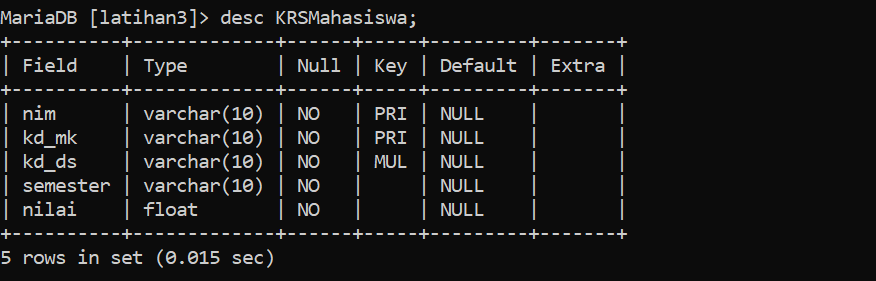 MariaDB [latihan3]> desc KRSMahasiswa;
+----------+-------------+------+-----+---------+-------+
| Field    | Type        | Null | Key | Default | Extra |
+----------+-------------+------+-----+---------+-------+
| nim      | varchar(10) | NO   | PRI | NULL    |       |
| kd_mk    | varchar(10) | NO   | PRI | NULL    |       |
| kd_ds    | varchar(10) | NO   | MUL | NULL    |       |
| semester | varchar(10) | NO   |     | NULL    |       |
| nilai    | float       | NO   |     | NULL    |       |
+----------+-------------+------+-----+---------+-------+
5 rows in set (0.015 sec)